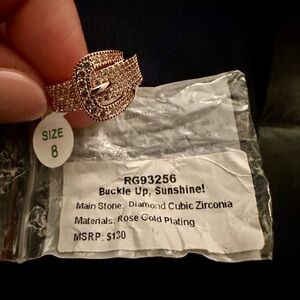 SIZE
8
RG93256
Buckle Up, Sunshine!
Main Stone: Diamond Cubic Zirconia
Materials: Rose Gold Plating
MSRP: $130